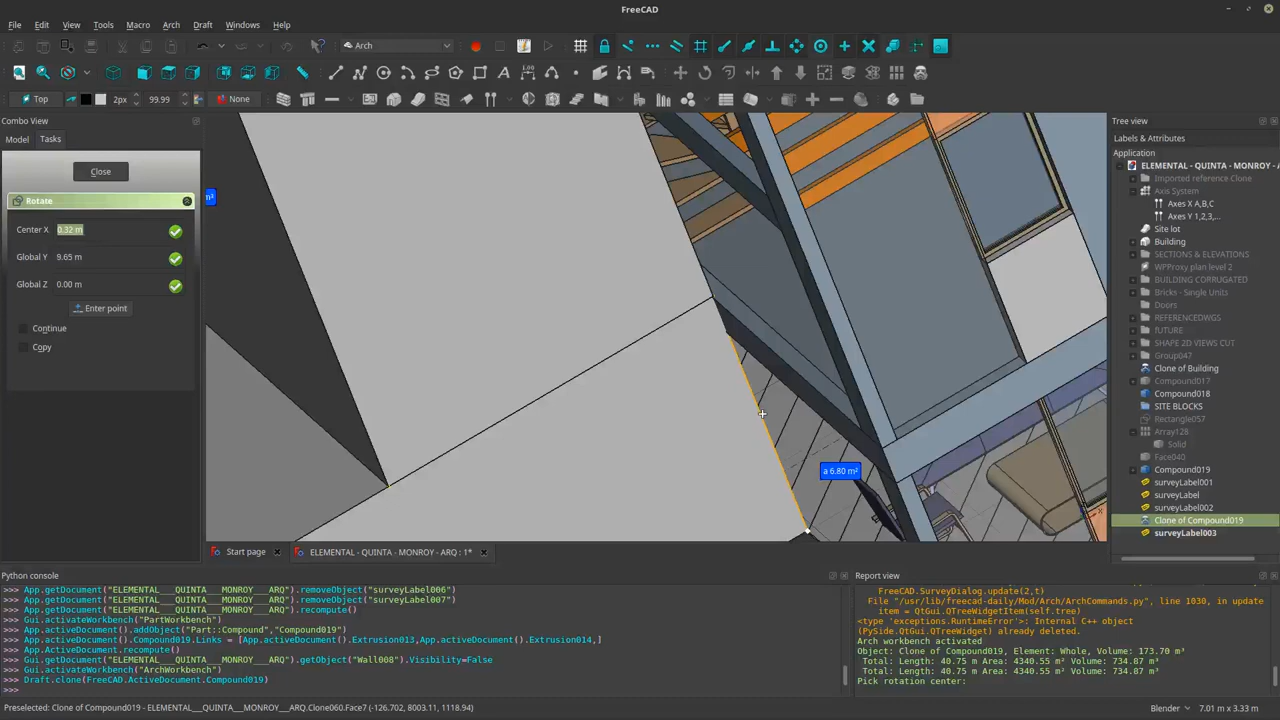 FreeCAD
File Edit View Tools Macro Arch Draft Windows Help
Arch
Top 2px 99.99 None
Combo View
Model Tasks
Close
Rotate
Center X 0.32 m
Global Y 9.65 m
Global Z 0.00 m
Enter point
Continue
Copy
m²
a 6.80 m²
Start page ELEMENTAL - QUINTA - MONROY - ARQ : 1*
Tree view
Labels & Attributes
Application
ELEMENTAL - QUINTA - MONROY - A
Imported reference Clone
Axis System
Axes X A,B,C
Axes Y 1,2,3,...
Site lot
Building
SECTIONS & ELEVATIONS
WPProxy plan level 2
BUILDING CORRUGATED
Bricks - Single Units
Doors
REFERENCEDWGS
fUTURE
SHAPE 2D VIEWS CUT
Group047
Clone of Building
Compound017
Compound018
SITE BLOCKS
Rectangle057
Array128
Solid
Face040
Compound019
surveyLabel001
surveyLabel
surveyLabel002
Clone of Compound019
surveyLabel003
Python console
>>> App.getDocument("ELEMENTAL___QUINTA___MONROY___ARQ").removeObject("surveyLabel006")
>>> App.getDocument("ELEMENTAL___QUINTA___MONROY___ARQ").removeObject("surveyLabel007")
>>> App.getDocument("ELEMENTAL___QUINTA___MONROY___ARQ").recompute()
>>> Gui.activateWorkbench("PartWorkbench")
>>> App.activeDocument().addObject("Part::Compound","Compound019")
>>> App.activeDocument().Compound019.Links = [App.activeDocument().Extrusion013,App.activeDocument().Extrusion014,]
>>> App.ActiveDocument.recompute()
>>> Gui.getDocument("ELEMENTAL___QUINTA___MONROY___ARQ").getObject("Wall008").Visibility=False
>>> Gui.activateWorkbench("ArchWorkbench")
>>> Draft.clone(FreeCAD.ActiveDocument.Compound019)
>>>
Report view
FreeCAD.SurveyDialog.update(2,t)
File "/usr/lib/freecad-daily/Mod/Arch/ArchCommands.py", line 1030, in update
item = QtGui.QTreeWidgetItem(self.tree)
<type 'exceptions.RuntimeError'>: Internal C++ object
(PySide.QtGui.QTreeWidget) already deleted.
Arch workbench activated
Object: Clone of Compound019, Element: Whole, Volume: 173.70 m³
Total: Length: 40.75 m Area: 4340.55 m² Volume: 734.87 m³
Total: Length: 40.75 m Area: 4340.55 m² Volume: 734.87 m³
Pick rotation center:
Preselected: Clone of Compound019 - ELEMENTAL___QUINTA___MONROY___ARQ.Clone060.Face7 (-126.702, 8003.11, 1118.94)
Blender 7.01 m x 3.33 m